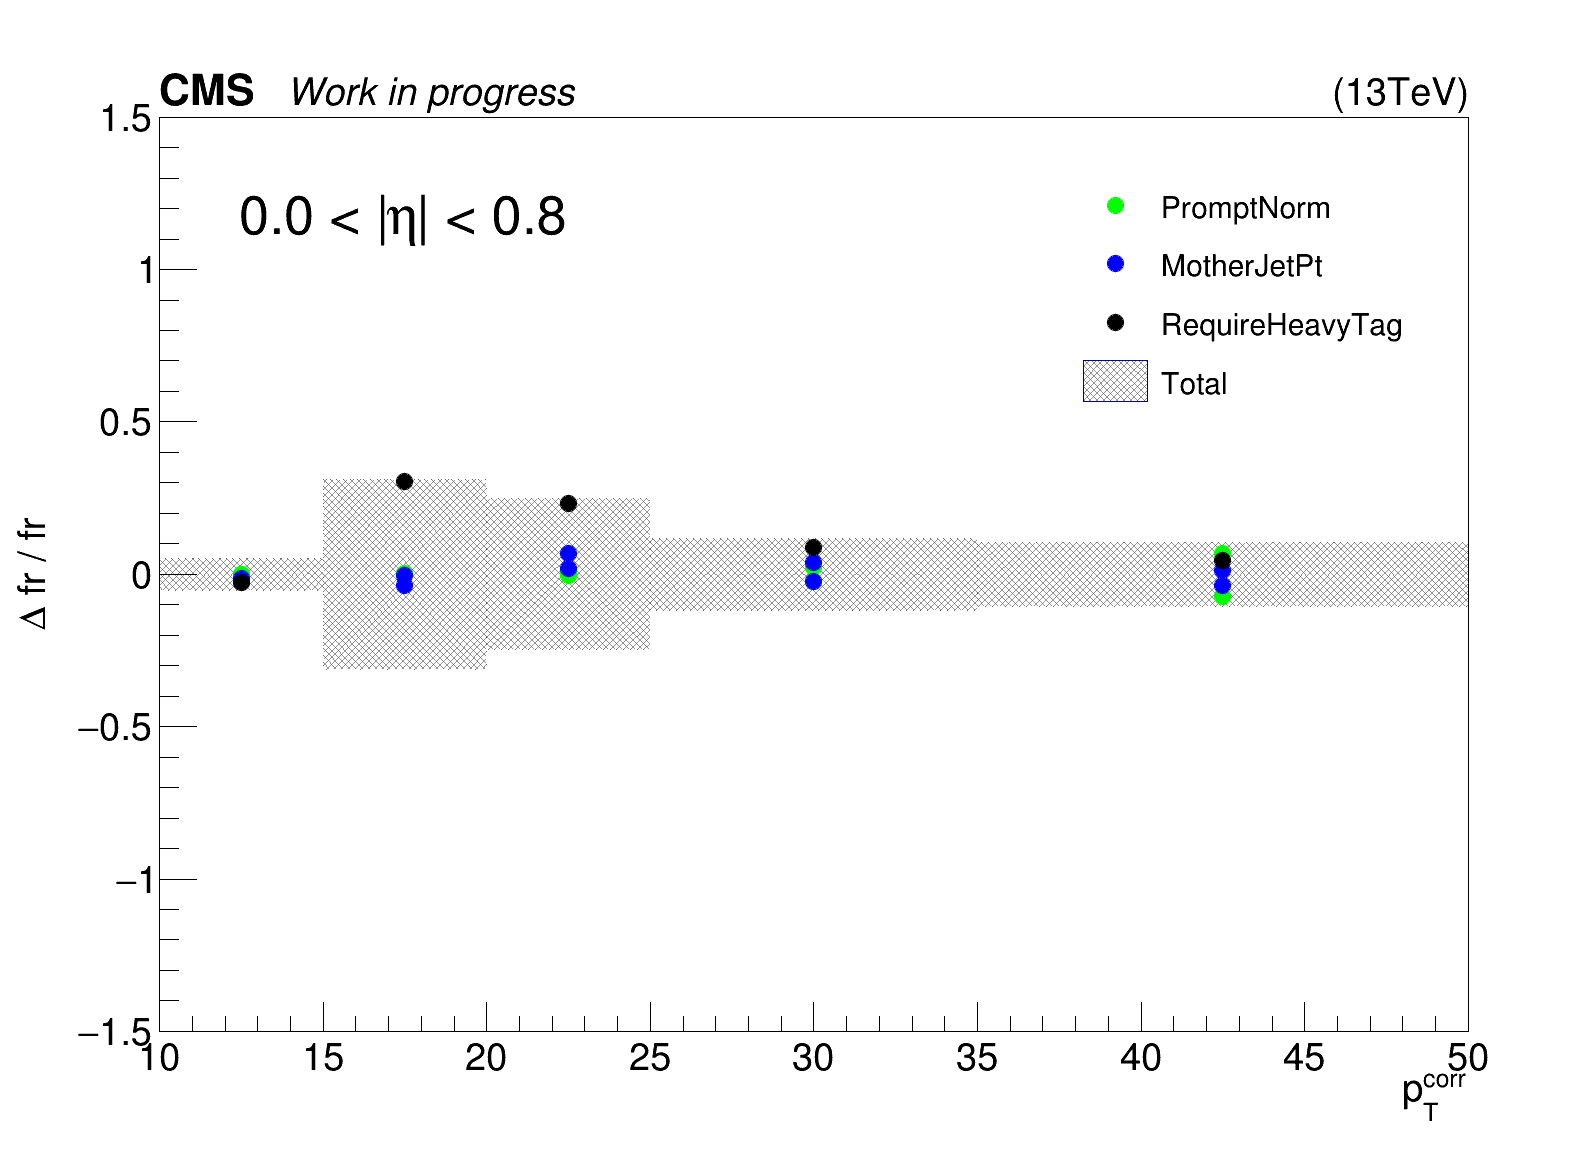 CMS Work in progress (13TeV)
0.0 < |η| < 0.8
PromptNorm
MotherJetPt
RequireHeavyTag
Total
Δ fr / fr
1.5
1
0.5
0
−0.5
−1
−1.5
10 15 20 25 30 35 40 45 50
p_T^corr